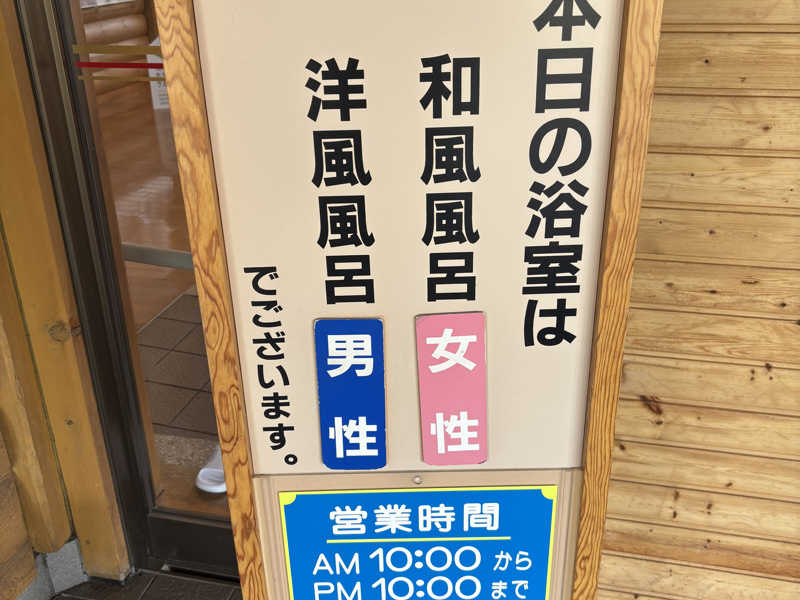 本日の浴室は
和風風呂 女性
洋風風呂 男性
でございます。
営業時間
AM 10:00 から
PM 10:00 まで